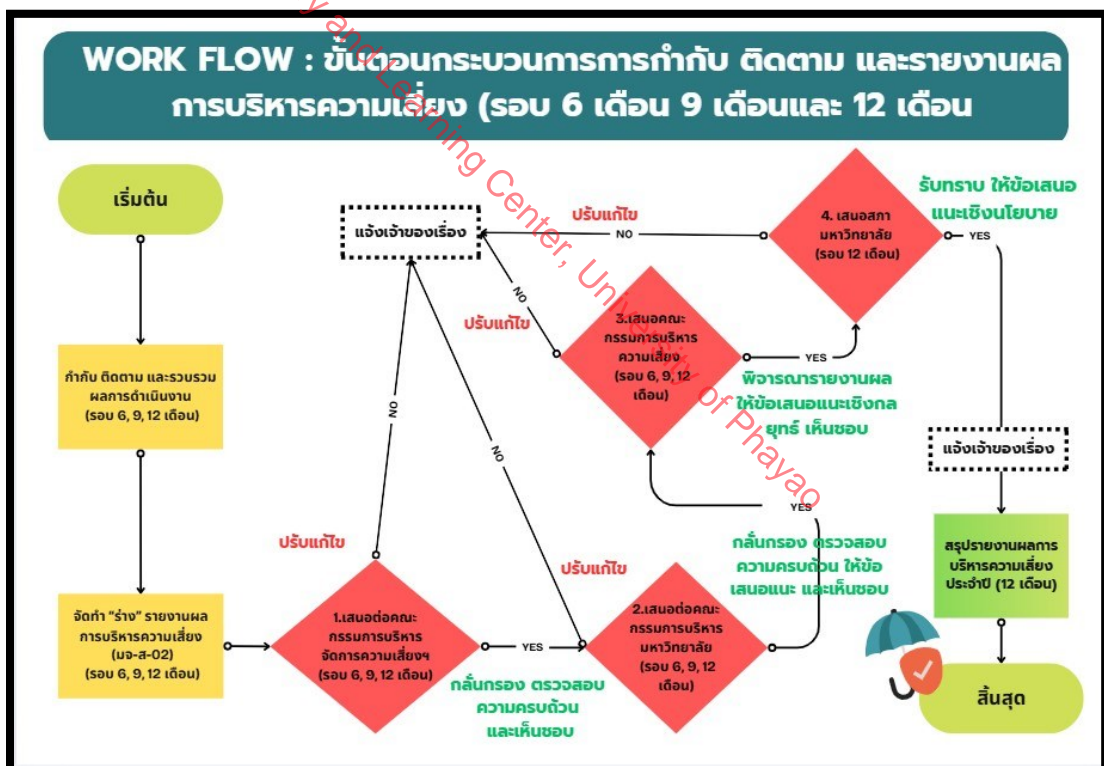 WORK FLOW : ขั้นตอนกระบวนการการกำกับ ติดตาม และรายงานผล
การบริหารความเสี่ยง (รอบ 6 เดือน 9 เดือนและ 12 เดือน
เริ่มต้น
กำกับ ติดตาม และรวบรวม
ผลการดำเนินงาน
(รอบ 6, 9, 12 เดือน)
จัดทำ “ร่าง” รายงานผล
การบริหารความเสี่ยง
(มจ-ส-02)
(รอบ 6, 9, 12 เดือน)
ปรับแก้ไข
NO
1.เสนอต่อคณะ
กรรมการบริหาร
จัดการความเสี่ยงฯ
(รอบ 6, 9, 12 เดือน)
YES
กลั่นกรอง ตรวจสอบ
ความครบถ้วน
และเห็นชอบ
ปรับแก้ไข
NO
2.เสนอต่อคณะ
กรรมการบริหาร
มหาวิทยาลัย
(รอบ 6, 9, 12
เดือน)
YES
กลั่นกรอง ตรวจสอบ
ความครบถ้วน ให้ข้อ
เสนอแนะ และเห็นชอบ
แจ้งเจ้าของเรื่อง
ปรับแก้ไข
NO
3.เสนอคณะ
กรรมการบริหาร
ความเสี่ยง
(รอบ 6, 9, 12
เดือน)
YES
พิจารณารายงานผล
ให้ข้อเสนอแนะเชิงกล
ยุทธ์ เห็นชอบ
ปรับแก้ไข
NO
4. เสนอสภา
มหาวิทยาลัย
(รอบ 12 เดือน)
YES
รับทราบ ให้ข้อเสนอ
แนะเชิงนโยบาย
แจ้งเจ้าของเรื่อง
สรุปรายงานผลการ
บริหารความเสี่ยง
ประจำปี (12 เดือน)
สิ้นสุด
and Learning Center, University of Phayao